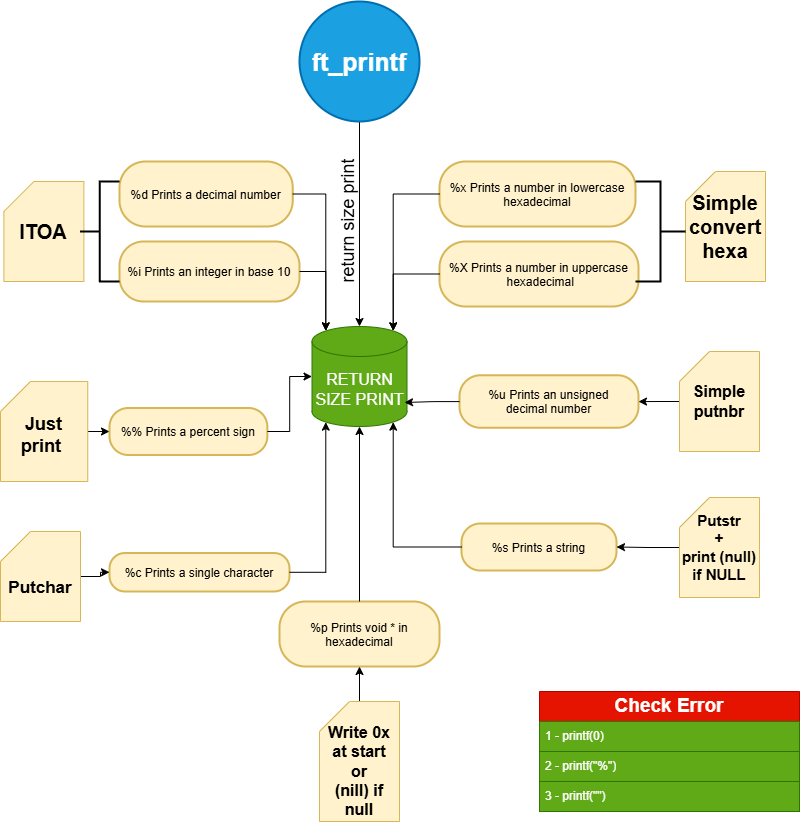 ft_printf
return size print
ITOA
%d Prints a decimal number
%i Prints an integer in base 10
%x Prints a number in lowercase
hexadecimal
%X Prints a number in uppercase
hexadecimal
Simple
convert
hexa
RETURN
SIZE PRINT
Just
print
%% Prints a percent sign
%u Prints an unsigned
decimal number
Simple
putnbr
Putchar
%c Prints a single character
%s Prints a string
Putstr
+
print (null)
if NULL
%p Prints void * in
hexadecimal
Write 0x
at start
or
(nill) if
null
Check Error
1 - printf(0)
2 - printf("%")
3 - printf("")